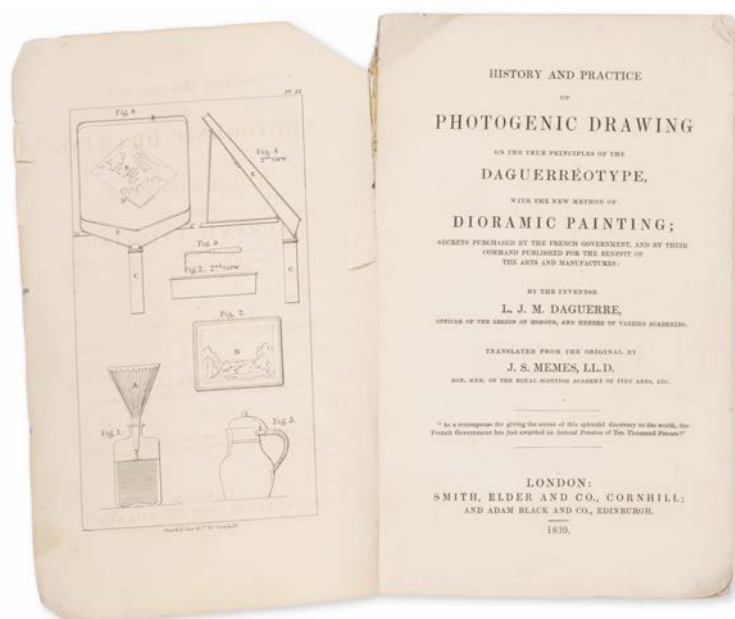 Pl. VI.
Fig. 4
E
Fig. 4
2nd view
E
B
E
C
C
Fig. 5
Fig. 2. 2nd view
Fig. 2.
B
A
Fig. 1.
Fig. 3.
HISTORY AND PRACTICE
OF
PHOTOGENIC DRAWING
ON THE TRUE PRINCIPLES OF THE
DAGUERRÉOTYPE,
WITH THE NEW METHOD OF
DIORAMIC PAINTING;
SECRETS PURCHASED BY THE FRENCH GOVERNMENT, AND BY THEIR
COMMAND PUBLISHED FOR THE BENEFIT OF
THE ARTS AND MANUFACTURES:
BY THE INVENTOR
L. J. M. DAGUERRE,
OFFICER OF THE LEGION OF HONOUR, AND MEMBER OF VARIOUS ACADEMIES.
TRANSLATED FROM THE ORIGINAL BY
J. S. MEMES, LL.D.
HON. MEM. OF THE ROYAL SCOTTISH ACADEMY OF FINE ARTS, ETC.
"As a recompense for giving the secret of this splendid discovery to the world, the
French Government has just awarded an Annual Pension of Ten Thousand Francs!"
LONDON:
SMITH, ELDER AND CO., CORNHILL;
AND ADAM BLACK AND CO., EDINBURGH.
1839.